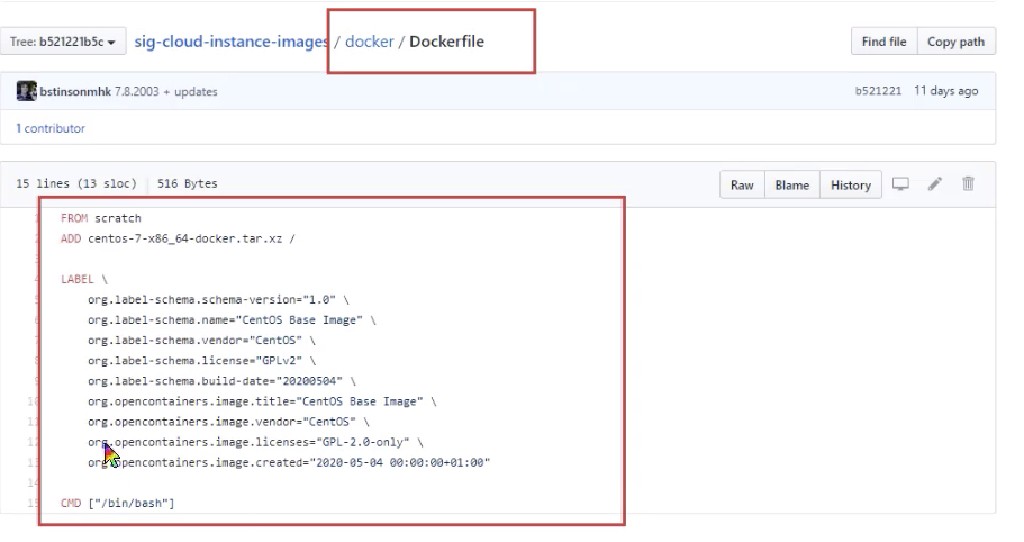 Tree: b521221b5c sig-cloud-instance-images / docker / Dockerfile Find file Copy path
bstinsonmhk 7.8.2003 + updates b521221 11 days ago
1 contributor
15 lines (13 sloc) 516 Bytes Raw Blame History
FROM scratch
ADD centos-7-x86_64-docker.tar.xz /
LABEL \
org.label-schema.schema-version="1.0" \
org.label-schema.name="CentOS Base Image" \
org.label-schema.vendor="CentOS" \
org.label-schema.license="GPLv2" \
org.label-schema.build-date="20200504" \
org.opencontainers.image.title="CentOS Base Image" \
org.opencontainers.image.vendor="CentOS" \
org.opencontainers.image.licenses="GPL-2.0-only" \
org.opencontainers.image.created="2020-05-04 00:00:00+01:00"
CMD ["/bin/bash"]